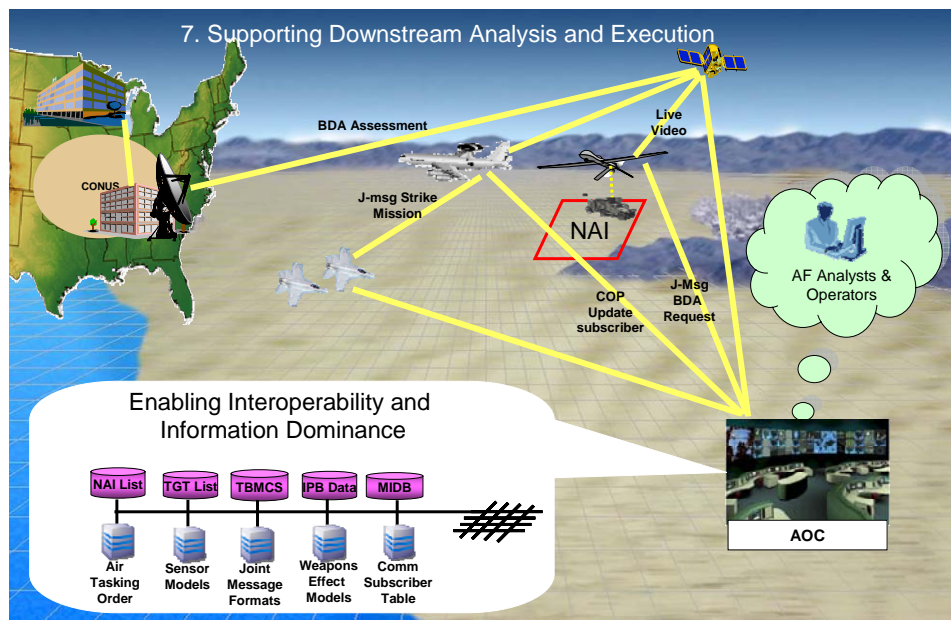 7. Supporting Downstream Analysis and Execution
BDA Assessment
Live
Video
CONUS
J-msg Strike
Mission
NAI
AF Analysts &
Operators
COP
Update
subscriber
J-Msg
BDA
Request
Enabling Interoperability and
Information Dominance
NAI List
TGT List
TBMCS
IPB Data
MIDB
Air
Tasking
Order
Sensor
Models
Joint
Message
Formats
Weapons
Effect
Models
Comm
Subscriber
Table
AOC